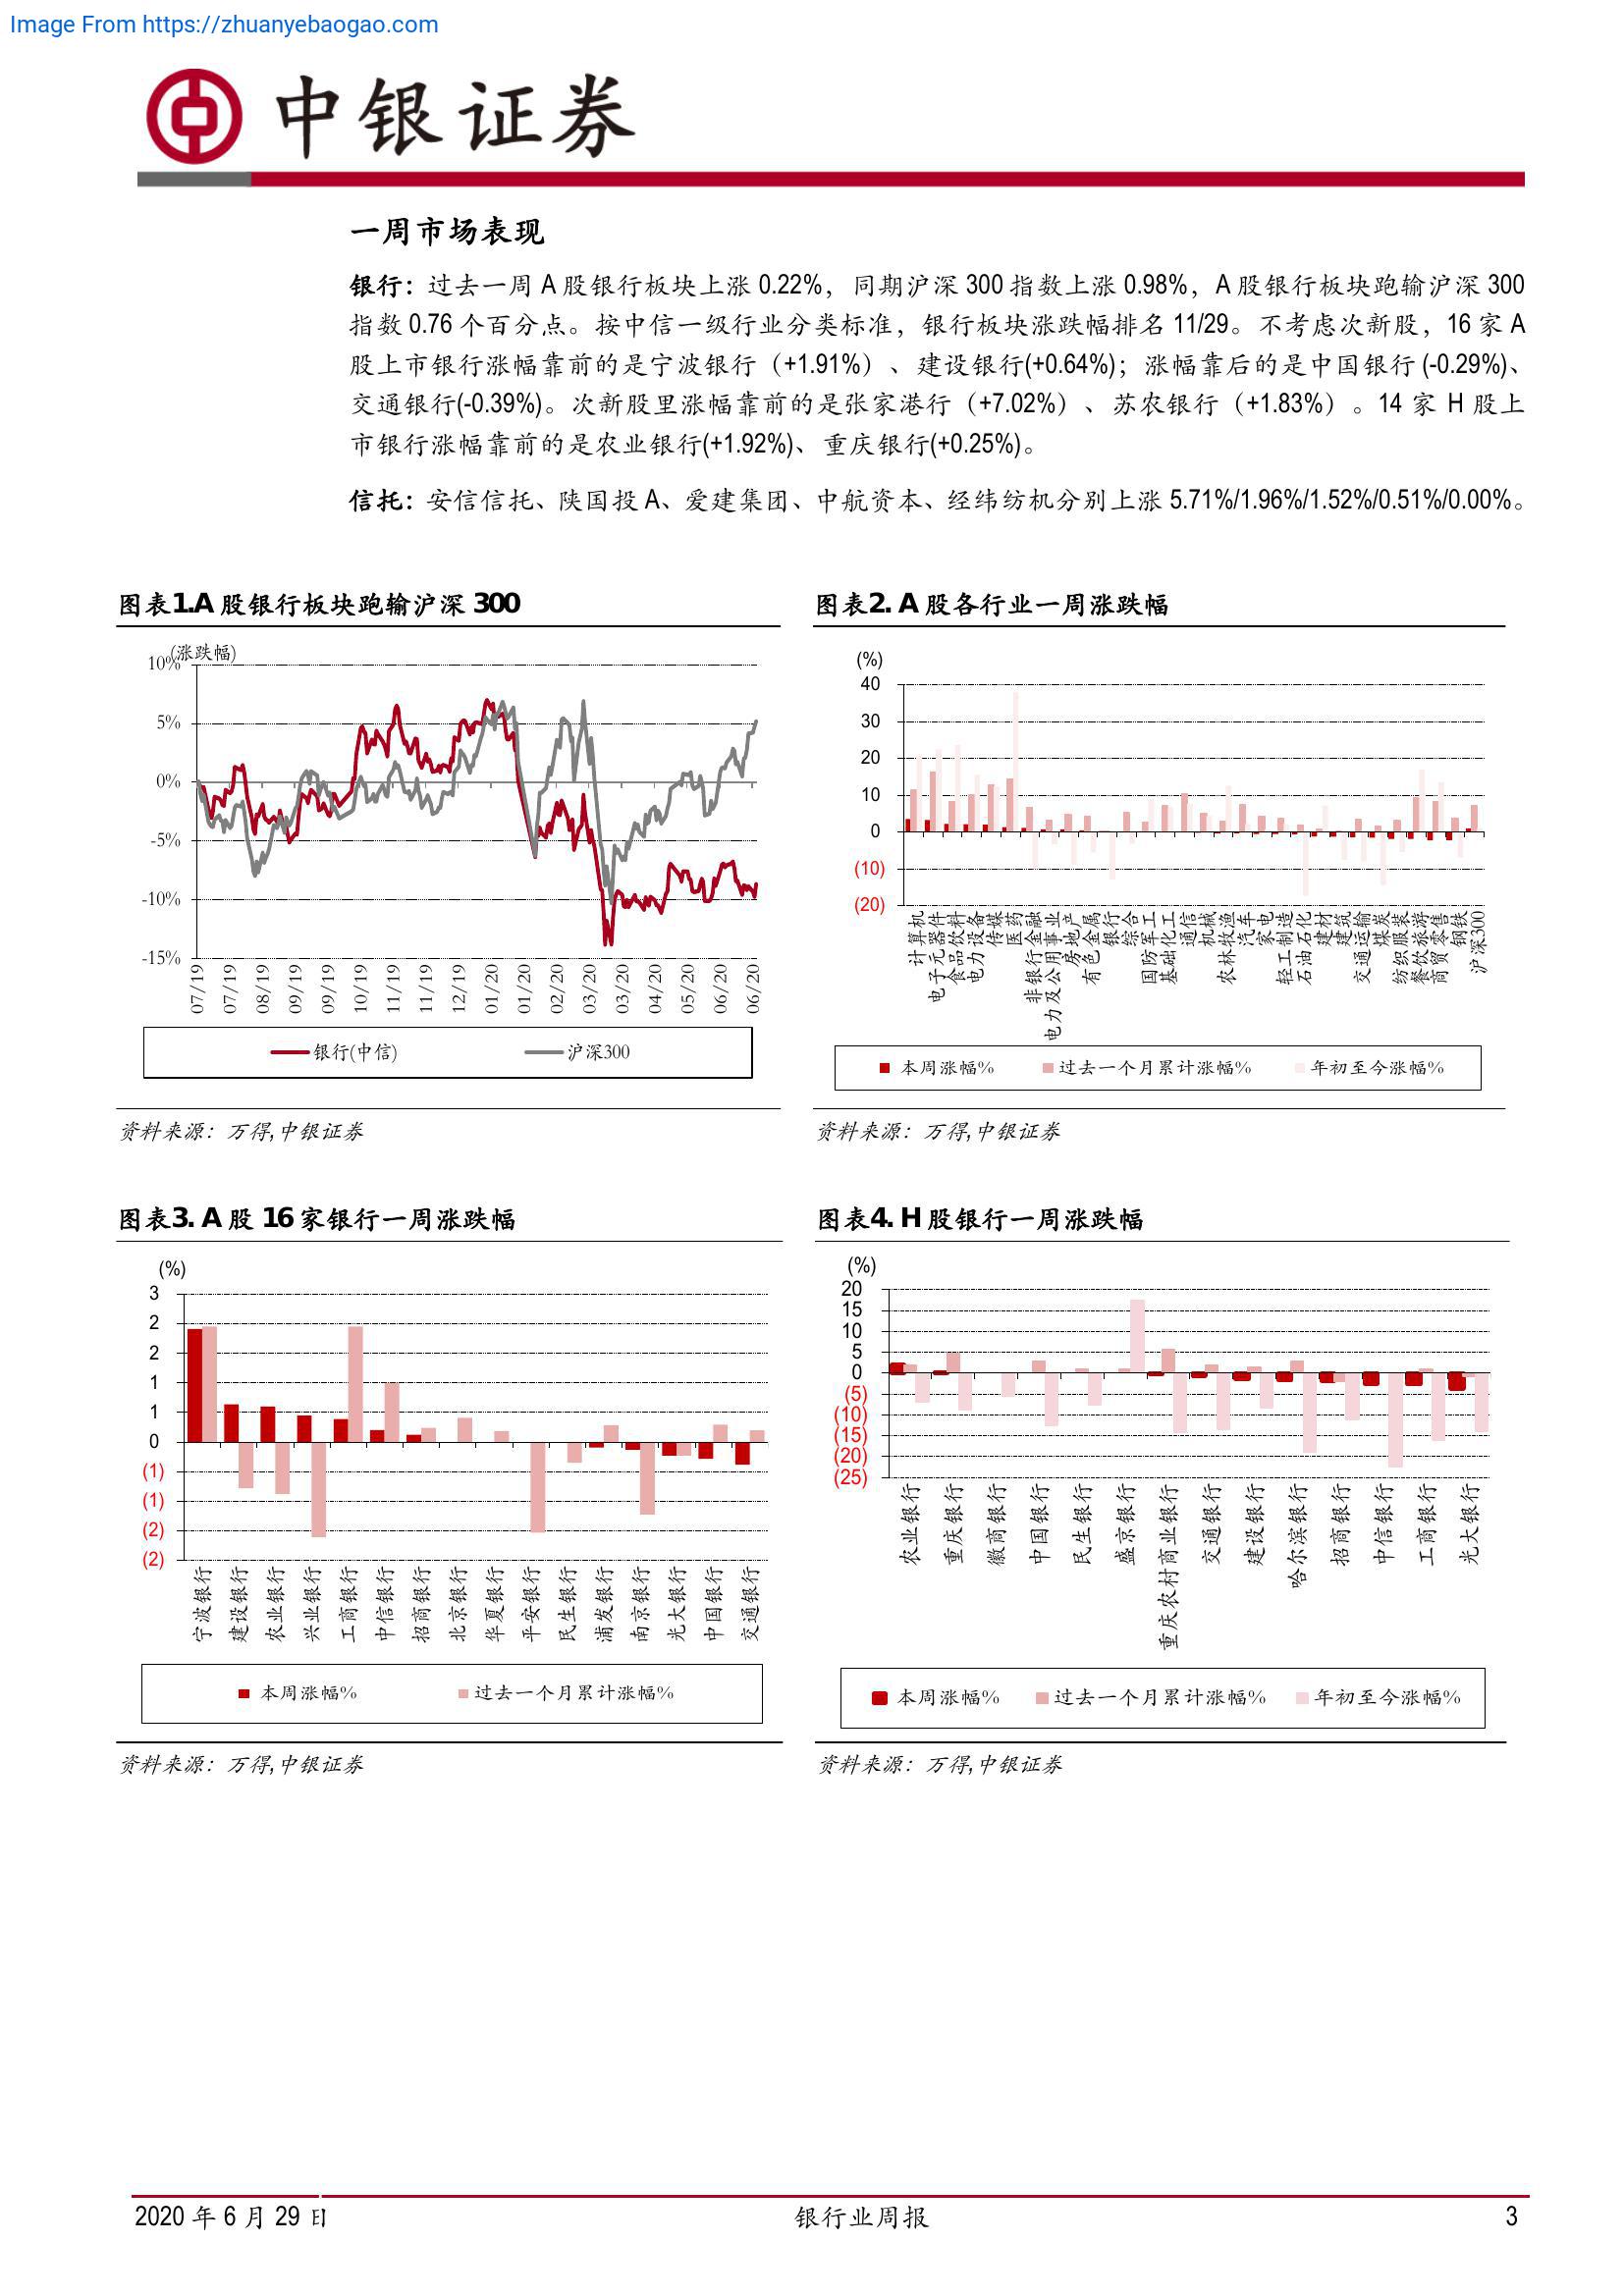 Image From https://zhuanyebaogao.com
中银证券
一周市场表现
银行：过去一周 A 股银行板块上涨 0.22%，同期沪深 300 指数上涨 0.98%，A 股银行板块跑输沪深 300
指数 0.76 个百分点。按中信一级行业分类标准，银行板块涨跌幅排名 11/29。不考虑次新股，16 家 A
股上市银行涨幅靠前的是宁波银行（+1.91%）、建设银行(+0.64%)；涨幅靠后的是中国银行 (-0.29%)、
交通银行(-0.39%)。次新股里涨幅靠前的是张家港行（+7.02%）、苏农银行（+1.83%）。14 家 H 股上
市银行涨幅靠前的是农业银行(+1.92%)、重庆银行(+0.25%)。
信托：安信信托、陕国投 A、爱建集团、中航资本、经纬纺机分别上涨 5.71%/1.96%/1.52%/0.51%/0.00%。
图表1.A 股银行板块跑输沪深 300
(涨跌幅)
10%
5%
0%
-5%
-10%
-15%
07/19
07/19
08/19
09/19
09/19
10/19
11/19
11/19
12/19
01/20
01/20
02/20
03/20
03/20
04/20
05/20
06/20
06/20
银行(中信)
沪深300
资料来源：万得,中银证券
图表2. A 股各行业一周涨跌幅
(%)
40
30
20
10
0
(10)
(20)
计算机
电子元器件
食品饮料
电力设备
传媒
医药
非银行金融
电力及公用事业
房地产
有色金属
银行
综合
国防军工
基础化工
通信
机械
农林牧渔
汽车
家电
轻工制造
石油石化
建材
建筑
交通运输
煤炭
纺织服装
餐饮旅游
商贸零售
钢铁
沪深300
本周涨幅%
过去一个月累计涨幅%
年初至今涨幅%
资料来源：万得,中银证券
图表3. A 股 16 家银行一周涨跌幅
(%)
3
2
2
1
1
0
(1)
(1)
(2)
(2)
宁波银行
建设银行
农业银行
兴业银行
工商银行
中信银行
招商银行
北京银行
华夏银行
平安银行
民生银行
浦发银行
南京银行
光大银行
中国银行
交通银行
本周涨幅%
过去一个月累计涨幅%
资料来源：万得,中银证券
图表4. H 股银行一周涨跌幅
(%)
20
15
10
5
0
(5)
(10)
(15)
(20)
(25)
农业银行
重庆银行
徽商银行
中国银行
民生银行
盛京银行
重庆农村商业银行
交通银行
建设银行
哈尔滨银行
招商银行
中信银行
工商银行
光大银行
本周涨幅%
过去一个月累计涨幅%
年初至今涨幅%
资料来源：万得,中银证券
2020 年 6 月 29 日
银行业周报
3